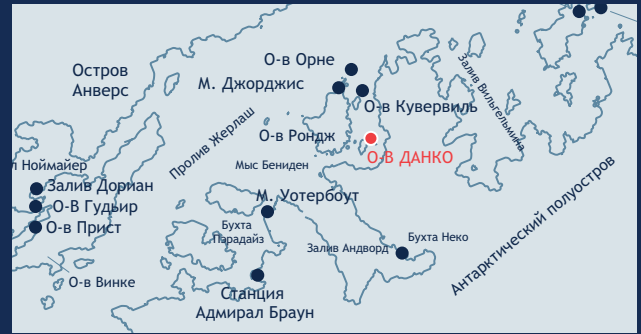 О-в Орне
Остров
Анверс
М. Джорджис
Залив Вильгельмина
О-в Кувервиль
Пролив Жерлаш
О-в Рондж
О-В ДАНКО
Мыс Бениден
л Ноймайер
Залив Дориан
М. Уотербоут
Антарктический полуостров
О-В Гудьир
О-в Прист
Бухта
Парадайз
Залив Андворд
Бухта Неко
О-в Винке
Станция
Адмирал Браун